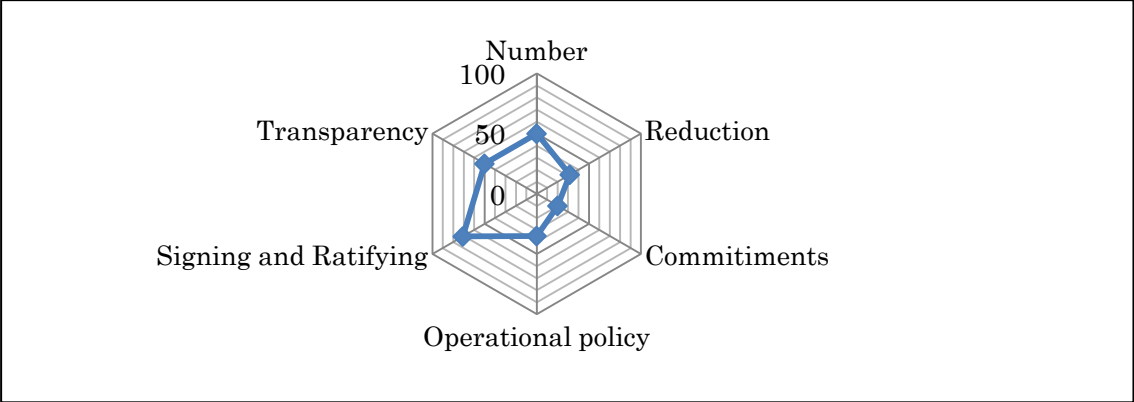 Number
100
Transparency
50
Reduction
0
Signing and Ratifying
Commitiments
Operational policy